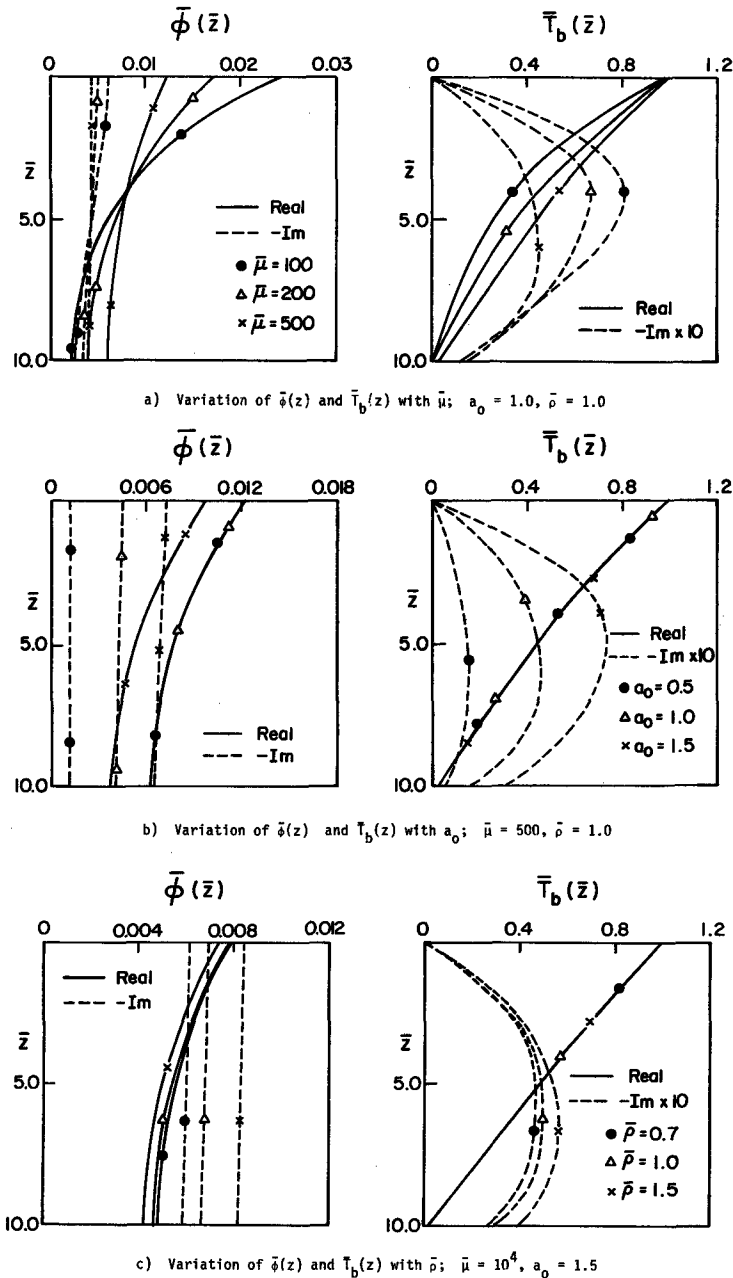 ϕ̄(z̄) T̄b(z̄)
0 0.01 0.02 0.03 0 0.4 0.8 1.2
z̄ z̄
5.0 5.0
Real
-Im
μ̄=100
μ̄=200
μ̄=500
Real
-Im x 10
10.0 10.0
a) Variation of ϕ̄(z) and T̄b(z) with μ̄; ao = 1.0, ρ̄ = 1.0
ϕ̄(z̄) T̄b(z̄)
0 0.006 0.012 0.018 0 0.4 0.8 1.2
z̄ z̄
5.0 5.0
Real
-Im
Real
-Im x10
ao=0.5
ao=1.0
ao=1.5
10.0 10.0
b) Variation of ϕ̄(z) and T̄b(z) with ao; μ̄ = 500, ρ̄ = 1.0
ϕ̄(z̄) T̄b(z̄)
0 0.004 0.008 0.012 0 0.4 0.8 1.2
Real
-Im
z̄ z̄
5.0 5.0
Real
-Im x 10
ρ̄=0.7
ρ̄=1.0
ρ̄=1.5
10.0 10.0
c) Variation of ϕ̄(z) and T̄b(z) with ρ̄; μ̄ = 10⁴, ao = 1.5